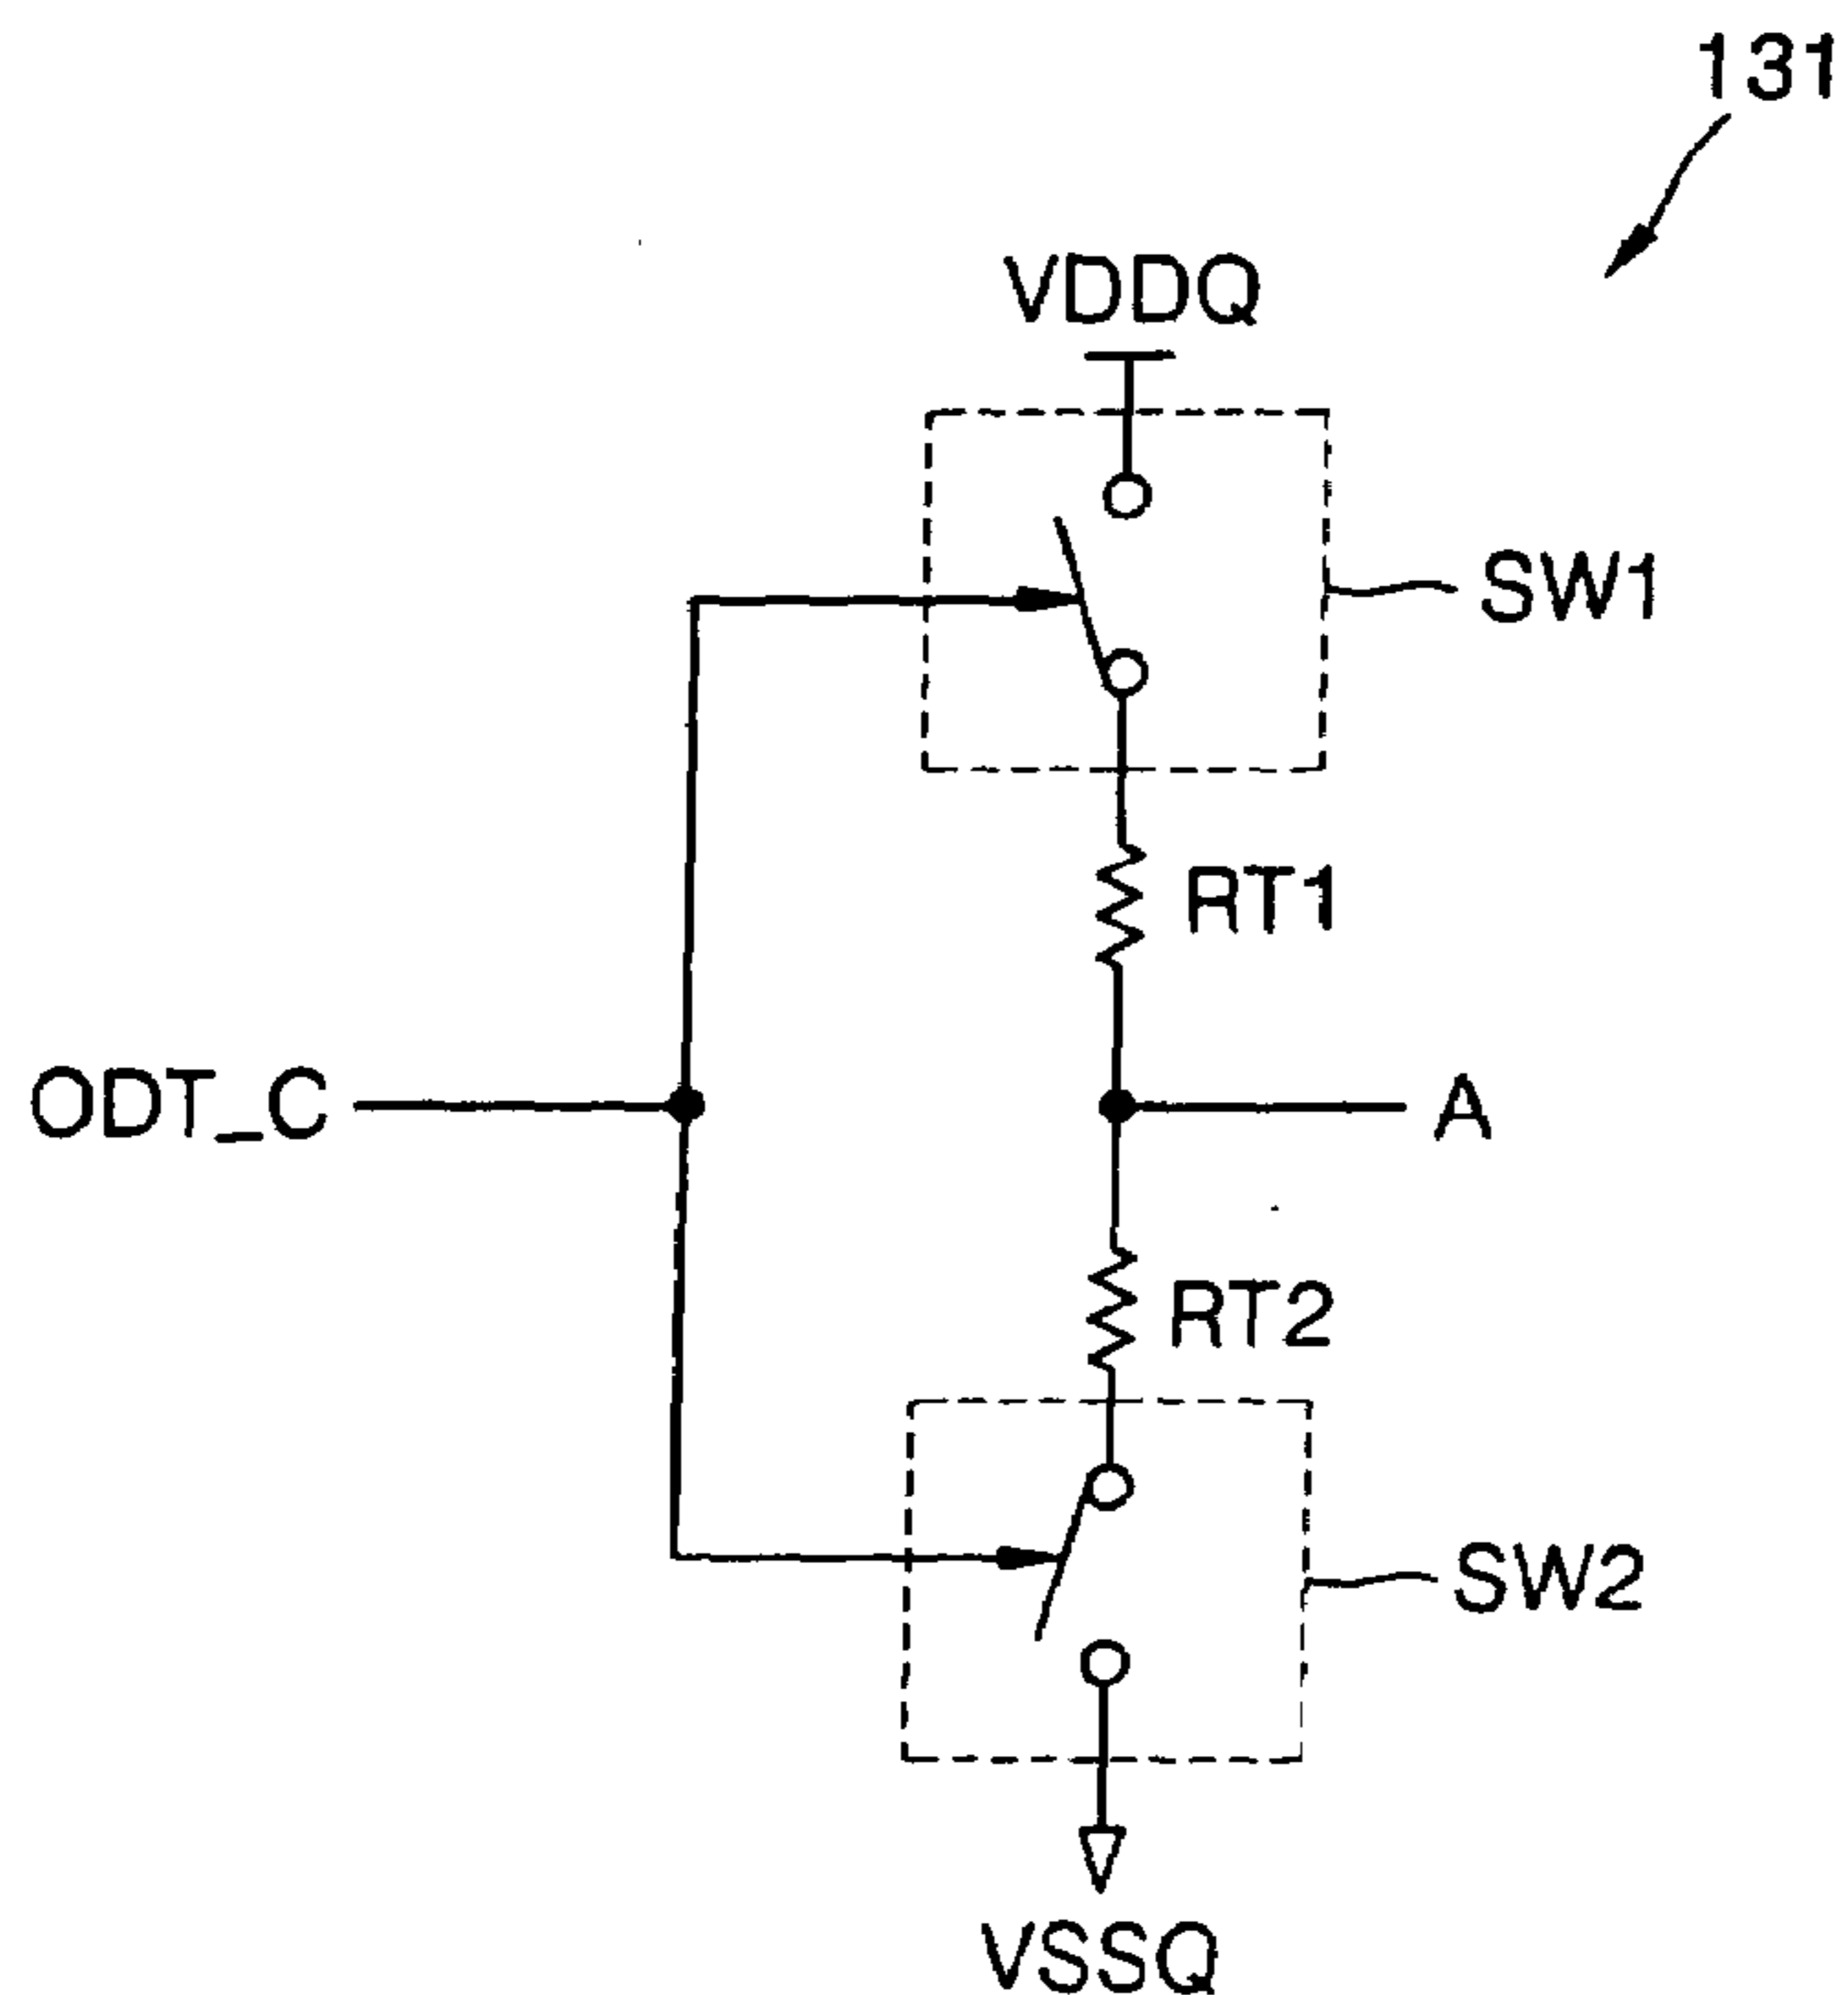 131
VDDQ
SW1
RT1
ODT_C
A
RT2
SW2
VSSQ